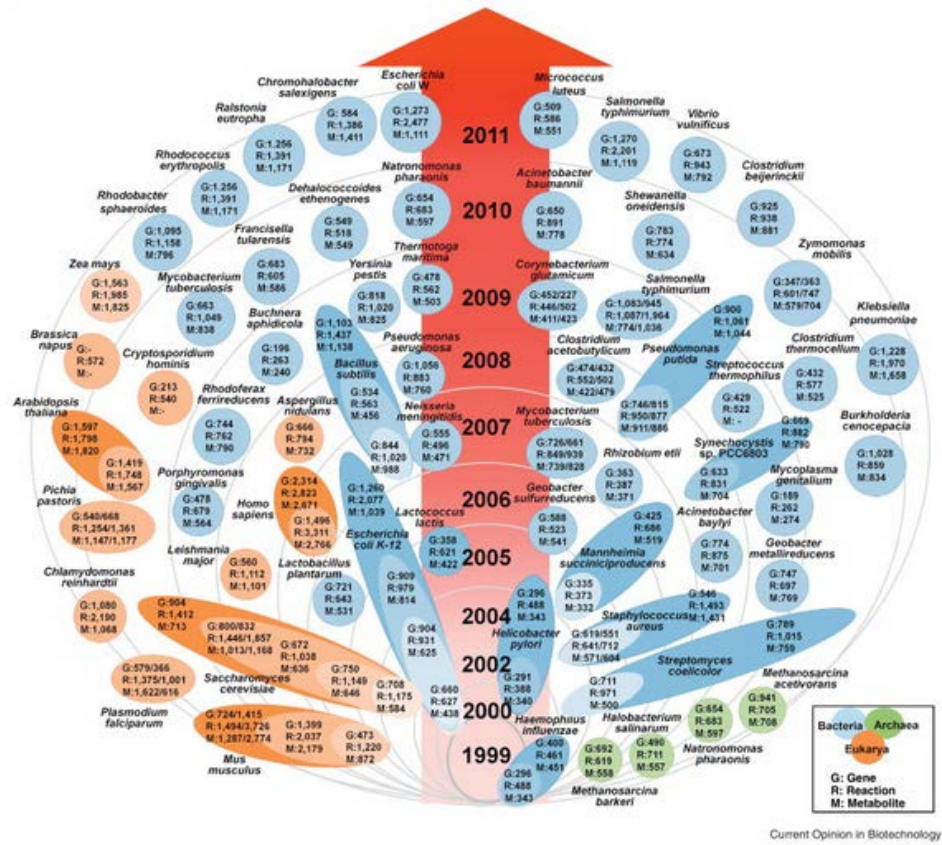 Escherichia
coli W
G:1,273
R:2,477
M:1,111
Chromohalobacter
salexigens
G: 584
R:1,386
M:1,411
Ralstonia
eutropha
G:1.256
R:1,391
M:1,171
Rhodococcus
erythropolis
G:1.256
R:1,391
M:1,171
Rhodobacter
sphaeroides
G:1,095
R:1,158
M:796
Zea mays
G:1,563
R:1,985
M:1,825
Brassica
napus
G:-
R:572
M:-
Arabidopsis
thaliana
G:1,597
R:1,798
M:1,820
G:1,419
R:1,748
M:1,567
Pichia
pastoris
G:540/668
R:1,254/1,361
M:1,147/1,177
Chlamydomonas
reinhardtii
G:1,080
R:2,190
M:1,068
Plasmodium
falciparum
G:579/366
R:1,375/1,001
M:1,622/616
Natronomonas
pharaonis
G:654
R:683
M:597
Dehalococcoides
ethenogenes
G:549
R:518
M:549
Francisella
tularensis
G:683
R:605
M:586
Mycobacterium
tuberculosis
G:663
R:1,049
M:838
Cryptosporidium
hominis
G:213
R:540
M:-
Thermotoga
maritima
G:478
R:562
M:503
Yersinia
pestis
G:818
R:1,020
M:825
Buchnera
aphidicola
G:196
R:263
M:240
Rhodoferax
ferrireducens
G:744
R:762
M:790
Porphyromonas
gingivalis
G:478
R:679
M:564
Leishmania
major
G:560
R:1,112
M:1,101
Bacillus
subtilis
G:1,103
R:1,437
M:1,138
G:534
R:563
M:456
G:844
R:1,020
M:988
Pseudomonas
aeruginosa
G:1,056
R:883
M:760
Aspergillus
nidulans
G:666
R:794
M:732
Neisseria
meningitidis
G:555
R:496
M:471
Homo
sapiens
G:2,314
R:2,823
M:2,671
G:1,496
R:3,311
M:2,766
Escherichia
coli K-12
G:1,260
R:2,077
M:1,039
G:909
R:979
M:814
G:904
R:931
M:625
G:660
R:627
M:438
Lactococcus
lactis
G:358
R:621
M:422
Lactobacillus
plantarum
G:721
R:643
M:531
Saccharomyces
cerevisiae
G:904
R:1,412
M:713
G:800/832
R:1,446/1,857
M:1,013/1,168
G:672
R:1,038
M:636
G:750
R:1,149
M:646
G:708
R:1,175
M:584
Mus
musculus
G:724/1,415
R:1,494/3,726
M:1,287/2,774
G:1,399
R:2,037
M:2,179
G:473
R:1,220
M:872
2011
2010
2009
2008
2007
2006
2005
2004
2002
2000
1999
Micrococcus
luteus
G:509
R:586
M:551
Salmonella
typhimurium
G:1,270
R:2,201
M:1,119
Vibrio
vulnificus
G:673
R:943
M:792
Clostridium
beijerinckii
G:925
R:938
M:881
Zymomonas
mobilis
G:347/363
R:601/747
M:579/704
Klebsiella
pneumoniae
G:1,228
R:1,970
M:1,658
Burkholderia
cenocepacia
G:1,028
R:859
M:834
Acinetobacter
baumannii
G:650
R:891
M:778
Shewanella
oneidensis
G:783
R:774
M:634
Corynebacterium
glutamicum
G:452/227
R:446/502
M:411/423
Salmonella
typhimurium
G:1,083/945
R:1,087/1,964
M:774/1,036
Pseudomonas
putida
G:900
R:1,061
M:1,044
G:746/815
R:950/877
M:911/886
Clostridium
acetobutylicum
G:474/432
R:552/502
M:422/479
Clostridium
thermocellum
G:432
R:577
M:525
Streptococcus
thermophilus
G:429
R:522
M: -
Mycobacterium
tuberculosis
G:726/661
R:849/939
M:739/828
Rhizobium etli
G:363
R:387
M:371
Synechocystis
sp. PCC6803
G:669
R:882
M:790
G:633
R:831
M:704
Mycoplasma
genitalium
G:189
R:262
M:274
Geobacter
sulfurreducens
G:588
R:523
M:541
Acinetobacter
baylyi
G:774
R:875
M:701
Geobacter
metallireducens
G:747
R:697
M:769
Mannheimia
succiniciproducens
G:425
R:686
M:519
G:335
R:373
M:332
Helicobacter
pylori
G:296
R:488
M:343
G:291
R:388
M:340
Staphylococcus
aureus
G:546
R:1,493
M:1,431
G:619/551
R:641/712
M:571/604
Streptomyces
coelicolor
G:789
R:1,015
M:759
G:711
R:971
M:500
Haemophilus
influenzae
G:400
R:461
M:451
G:296
R:488
M:343
Methanosarcina
acetivorans
G:941
R:705
M:708
Natronomonas
pharaonis
G:654
R:683
M:597
Halobacterium
salinarum
G:490
R:711
M:557
Methanosarcina
barkeri
G:692
R:619
M:558
Bacteria
Archaea
Eukarya
G: Gene
R: Reaction
M: Metabolite
Current Opinion in Biotechnology